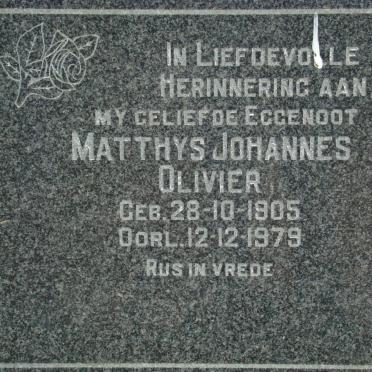 In Liefdevolle
Herinnering aan
my geliefde Eggenoot
Matthys Johannes
Olivier
Geb. 28-10-1905
Oorl. 12-12-1979
Rus in vrede